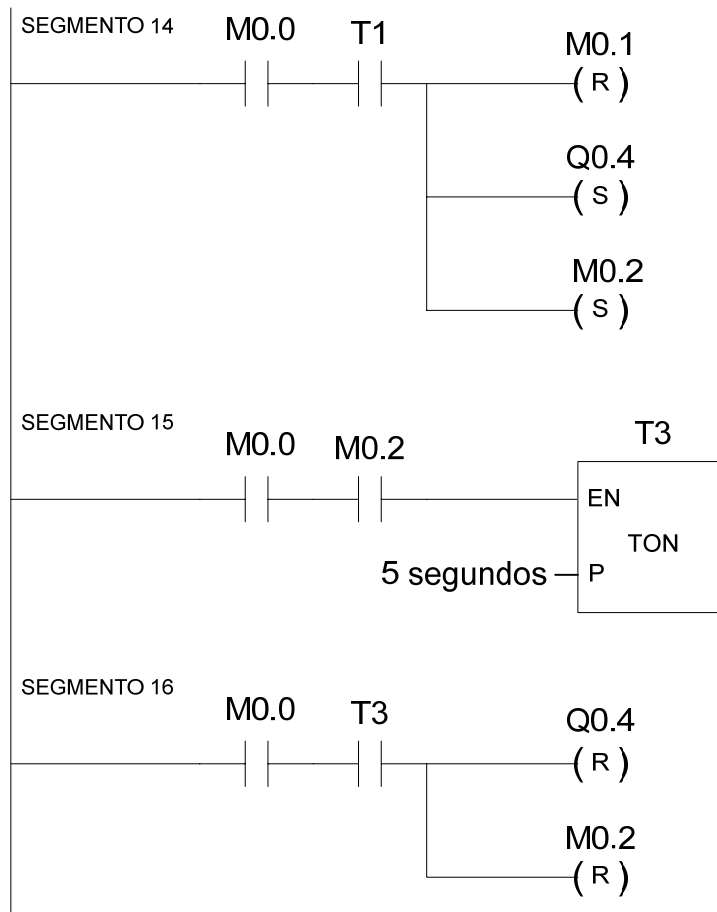 SEGMENTO 14
M0.0 T1 M0.1
( R )
Q0.4
( S )
M0.2
( S )
SEGMENTO 15
M0.0 M0.2 T3
EN
TON
5 segundos P
SEGMENTO 16
M0.0 T3 Q0.4
( R )
M0.2
( R )